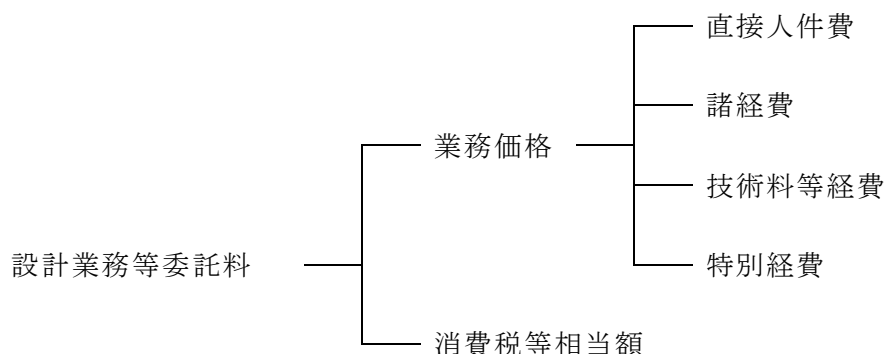 直接人件費
諸経費
業務価格
技術料等経費
設計業務等委託料
特別経費
消費税等相当額